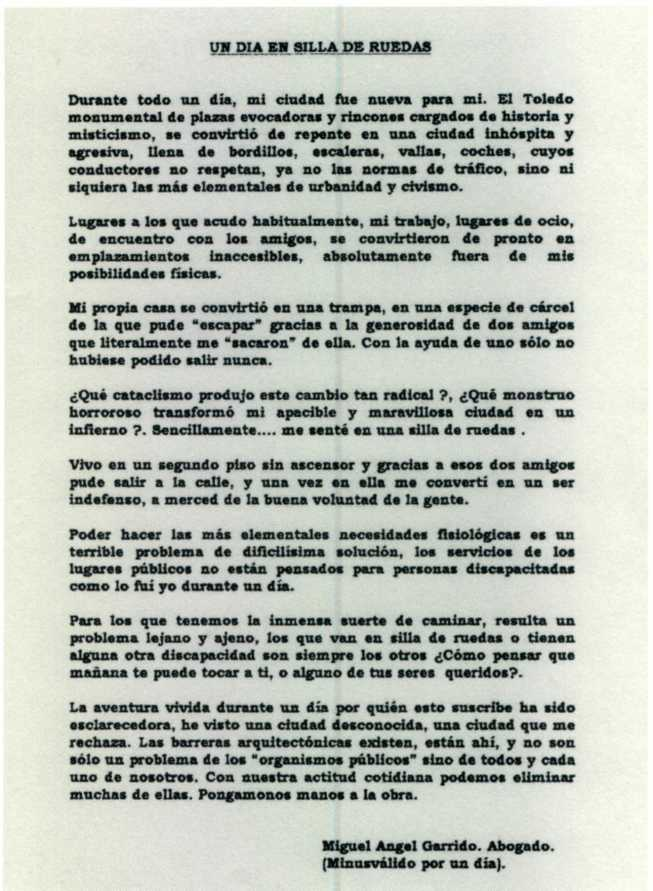 UN DIA EN SILLA DE RUEDAS
Durante todo un día, mi ciudad fue nueva para mi. El Toledo
monumental de plazas evocadoras y rincones cargados de historia y
misticismo, se convirtió de repente en una ciudad inhóspita y
agresiva, llena de bordillos, escaleras, vallas, coches, cuyos
conductores no respetan, ya no las normas de tráfico, sino ni
siquiera las más elementales de urbanidad y civismo.
Lugares a los que acudo habitualmente, mi trabajo, lugares de ocio,
de encuentro con los amigos, se convirtieron de pronto en
emplazamientos inaccesibles, absolutamente fuera de mis
posibilidades físicas.
Mi propia casa se convirtió en una trampa, en una especie de cárcel
de la que pude "escapar" gracias a la generosidad de dos amigos
que literalmente me "sacaron" de ella. Con la ayuda de uno sólo no
hubiese podido salir nunca.
¿Qué cataclismo produjo este cambio tan radical ?, ¿Qué monstruo
horroroso transformó mi apacible y maravillosa ciudad en un
infierno ?. Sencillamente.... me senté en una silla de ruedas .
Vivo en un segundo piso sin ascensor y gracias a esos dos amigos
pude salir a la calle, y una vez en ella me convertí en un ser
indefenso, a merced de la buena voluntad de la gente.
Poder hacer las más elementales necesidades fisiológicas es un
terrible problema de dificilísima solución, los servicios de los
lugares públicos no están pensados para personas discapacitadas
como lo fuí yo durante un día.
Para los que tenemos la inmensa suerte de caminar, resulta un
problema lejano y ajeno, los que van en silla de ruedas o tienen
alguna otra discapacidad son siempre los otros ¿Cómo pensar que
mañana te puede tocar a ti, o alguno de tus seres queridos?.
La aventura vivida durante un día por quién esto suscribe ha sido
esclarecedora, he visto una ciudad desconocida, una ciudad que me
rechaza. Las barreras arquitectónicas existen, están ahí, y no son
sólo un problema de los "organismos públicos" sino de todos y cada
uno de nosotros. Con nuestra actitud cotidiana podemos eliminar
muchas de ellas. Pongamonos manos a la obra.
Miguel Angel Garrido. Abogado.
(Minusválido por un día).